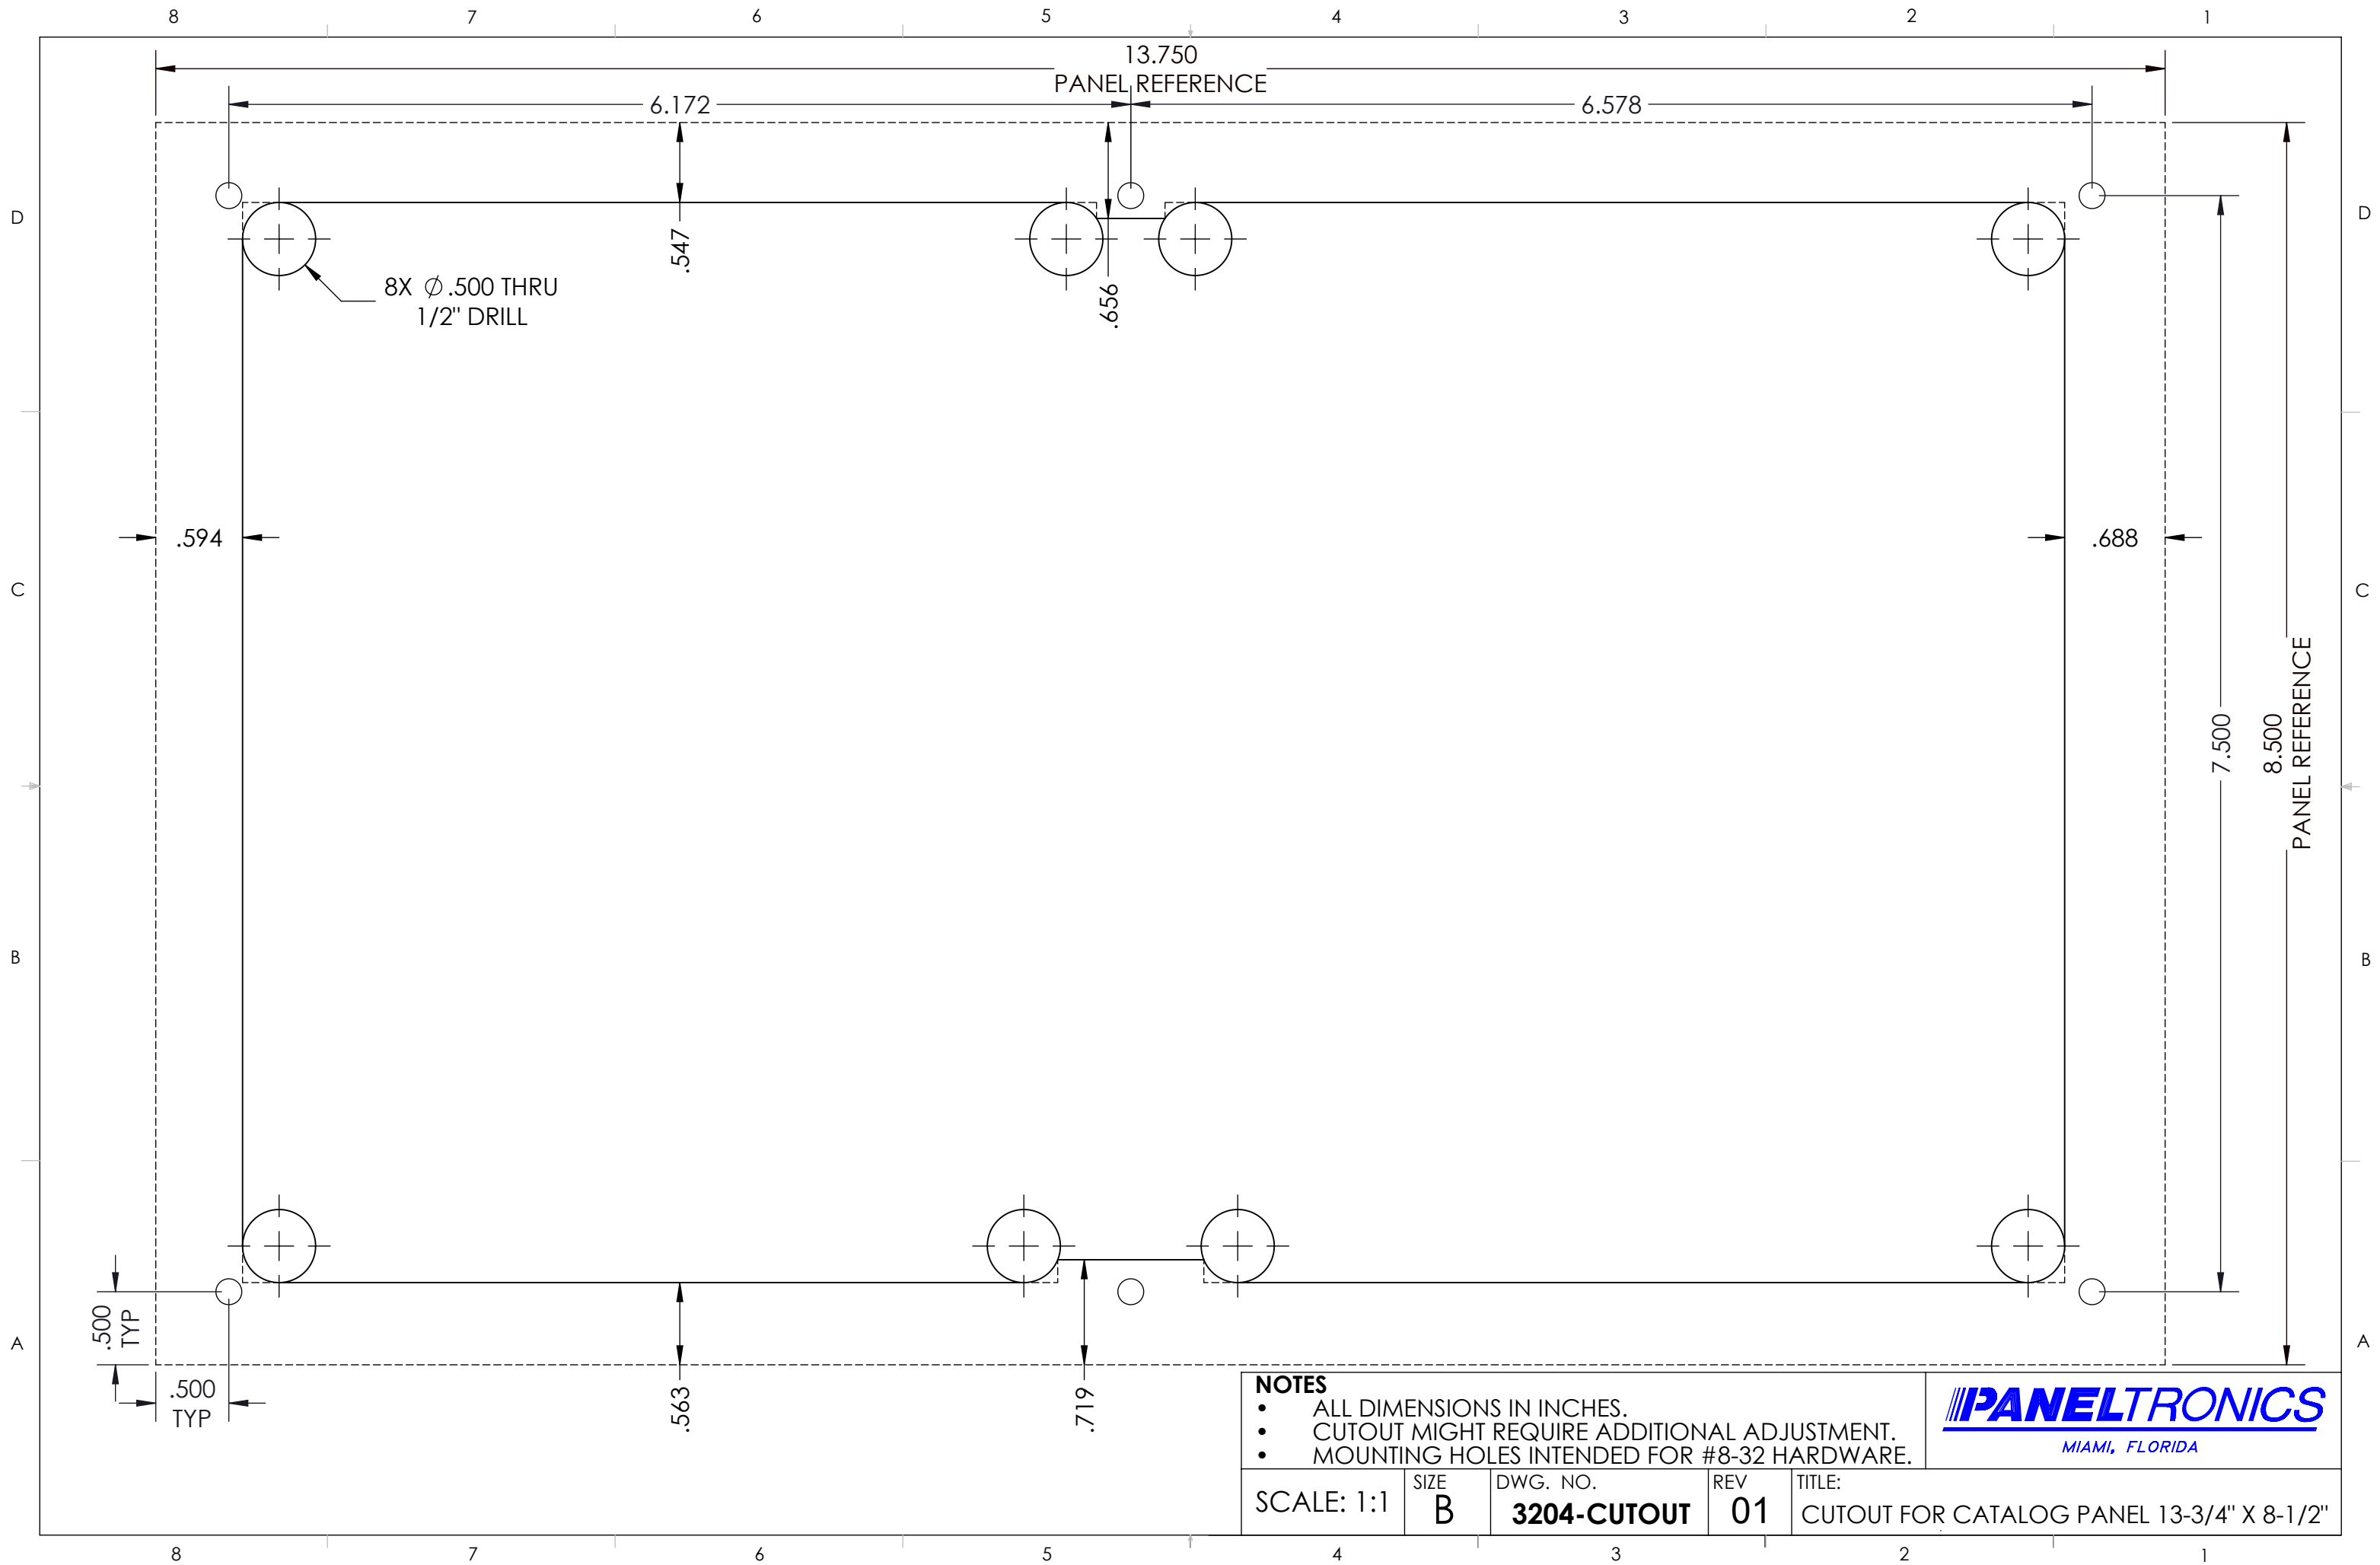 8 7 6 5 4 3 2 1
13.750
PANEL REFERENCE
6.172 6.578
D D
.547
8X ∅.500 THRU
1/2" DRILL
.656
.594 .688
C C
7.500
8.500
PANEL REFERENCE
B B
.500
TYP
A A
.500
TYP
.563
.719
NOTES
• ALL DIMENSIONS IN INCHES.
• CUTOUT MIGHT REQUIRE ADDITIONAL ADJUSTMENT.
• MOUNTING HOLES INTENDED FOR #8-32 HARDWARE.
PANELTRONICS
MIAMI, FLORIDA
SCALE: 1:1
SIZE
B
DWG. NO.
3204-CUTOUT
REV
01
TITLE:
CUTOUT FOR CATALOG PANEL 13-3/4" X 8-1/2"
8 7 6 5 4 3 2 1